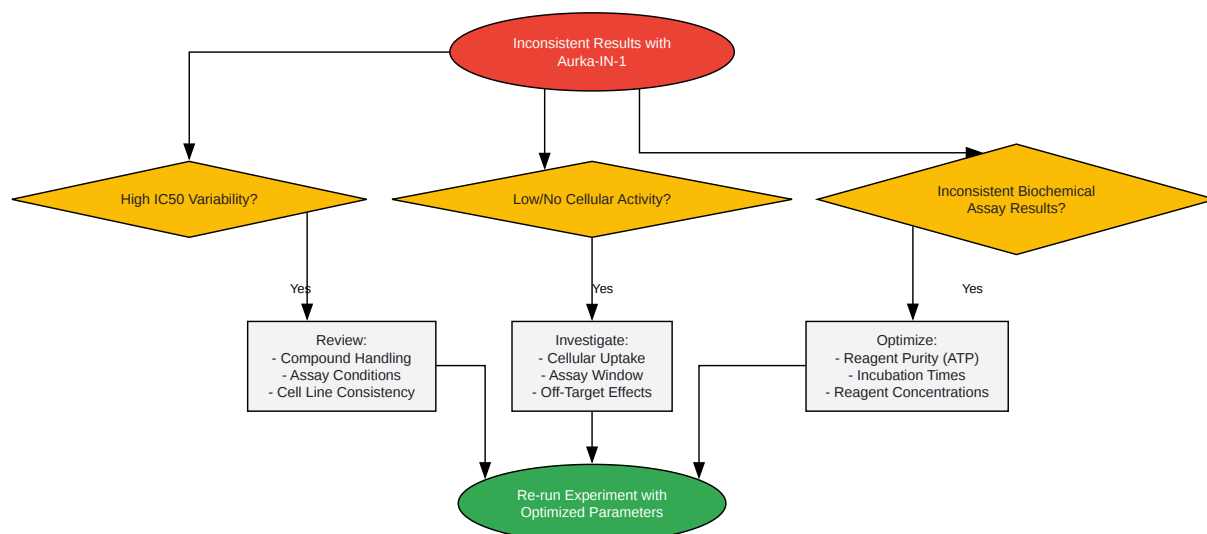 Inconsistent Results with
Aurka-IN-1
High IC50 Variability?
Low/No Cellular Activity?
Inconsistent Biochemical
Assay Results?
Yes
Yes
Yes
Review:
- Compound Handling
- Assay Conditions
- Cell Line Consistency
Investigate:
- Cellular Uptake
- Assay Window
- Off-Target Effects
Optimize:
- Reagent Purity (ATP)
- Incubation Times
- Reagent Concentrations
Re-run Experiment with
Optimized Parameters